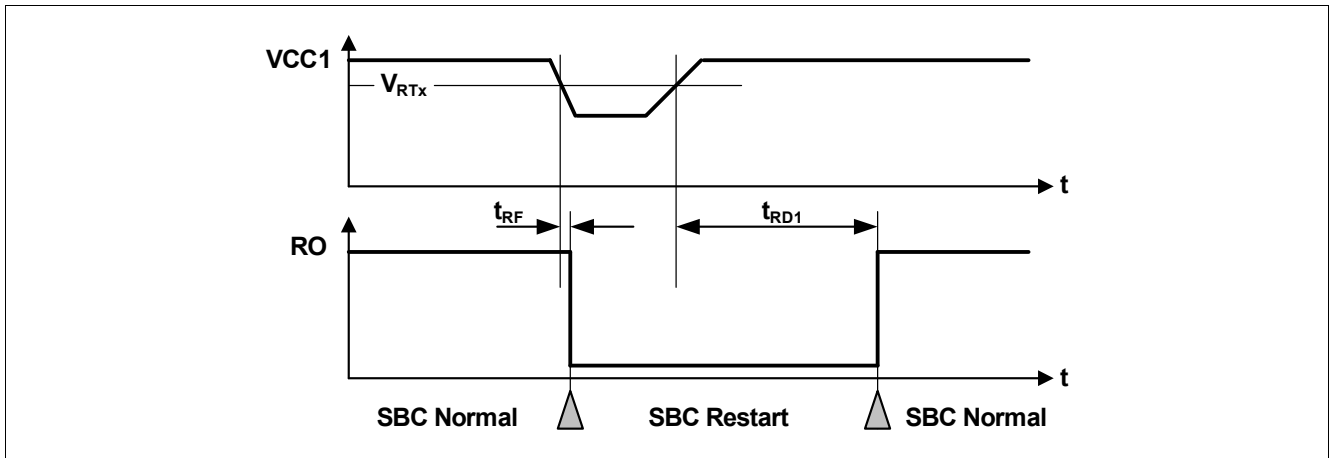 VCC1
VRTx
t
tRF
tRD1
RO
t
SBC Normal
SBC Restart
SBC Normal